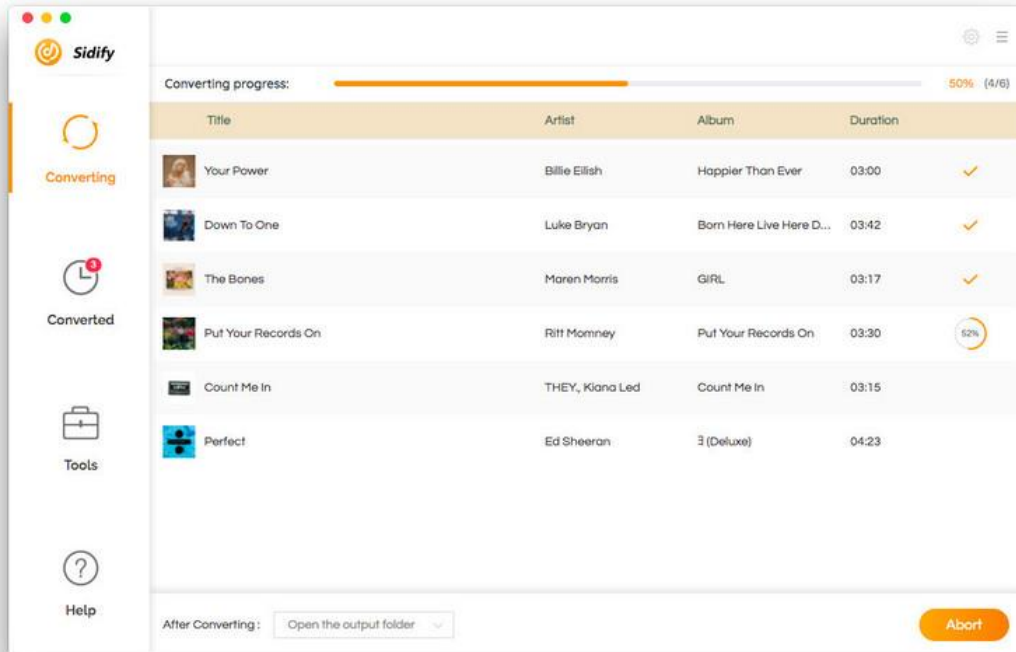 Sidify
Converting progress: 50% (4/6)
Title Artist Album Duration
Converting
Your Power Billie Eilish Happier Than Ever 03:00
Down To One Luke Bryan Born Here Live Here D... 03:42
3
The Bones Maren Morris GIRL 03:17
Converted
Put Your Records On Ritt Momney Put Your Records On 03:30 52%
Count Me In THEY., Kiana Led Count Me In 03:15
Perfect Ed Sheeran ∃ (Deluxe) 04:23
Tools
Help
After Converting: Open the output folder Abort